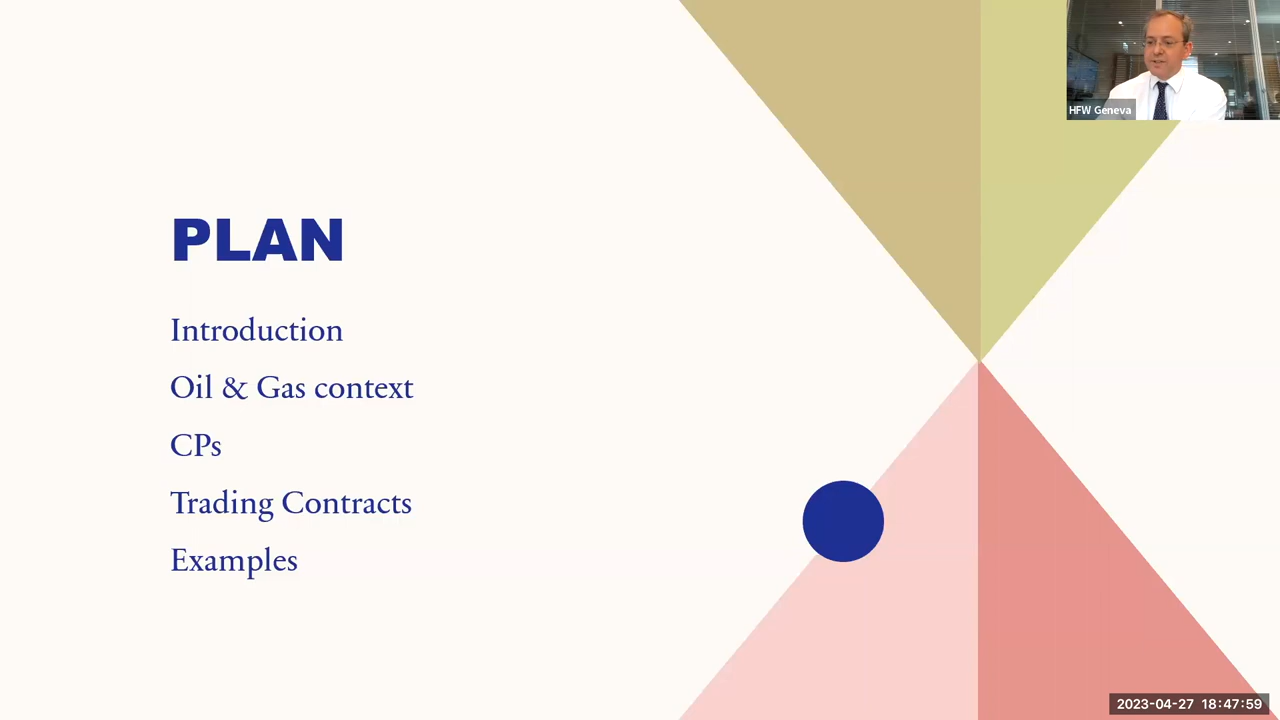 HFW Geneva
PLAN
Introduction
Oil & Gas context
CPs
Trading Contracts
Examples
2023-04-27 18:47:59